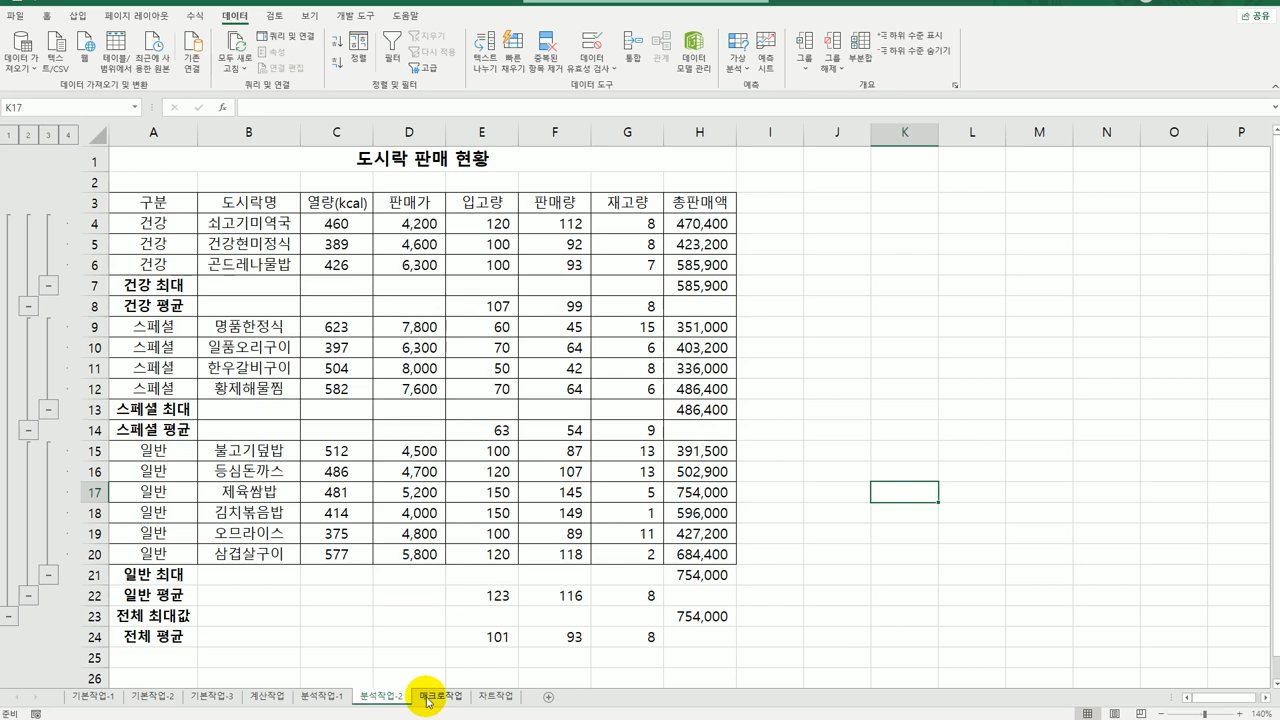 파일 홈 삽입 페이지 레이아웃 수식 데이터 검토 보기 개발 도구 도움말 공유
데이터 가져오기 텍스트/CSV 웹 테이블/범위에서 최근에 사용한 원본 기존 연결 모두 새로 고침 쿼리 및 연결 속성 연결 편집 정렬 필터 지우기 다시 적용 고급 텍스트 나누기 빠른 채우기 중복된 항목 제거 데이터 유효성 검사 통합 관계 데이터 모델 관리 가상 분석 예측 시트 그룹 그룹 해제 부분합 하위 수준 표시 하위 수준 숨기기
데이터 가져오기 및 변환 쿼리 및 연결 정렬 및 필터 데이터 도구 예측 개요
K17 fx
1 2 3 4 A B C D E F G H I J K L M N O P
1 도시락 판매 현황
2
3 구분 도시락명 열량(kcal) 판매가 입고량 판매량 재고량 총판매액
4 건강 쇠고기미역국 460 4,200 120 112 8 470,400
5 건강 건강현미정식 389 4,600 100 92 8 423,200
6 건강 곤드레나물밥 426 6,300 100 93 7 585,900
7 건강 최대 585,900
8 건강 평균 107 99 8
9 스페셜 명품한정식 623 7,800 60 45 15 351,000
10 스페셜 일품오리구이 397 6,300 70 64 6 403,200
11 스페셜 한우갈비구이 504 8,000 50 42 8 336,000
12 스페셜 황제해물찜 582 7,600 70 64 6 486,400
13 스페셜 최대 486,400
14 스페셜 평균 63 54 9
15 일반 불고기덮밥 512 4,500 100 87 13 391,500
16 일반 등심돈까스 486 4,700 120 107 13 502,900
17 일반 제육쌈밥 481 5,200 150 145 5 754,000
18 일반 김치볶음밥 414 4,000 150 149 1 596,000
19 일반 오므라이스 375 4,800 100 89 11 427,200
20 일반 삼겹살구이 577 5,800 120 118 2 684,400
21 일반 최대 754,000
22 일반 평균 123 116 8
23 전체 최대값 754,000
24 전체 평균 101 93 8
25
26
기본작업-1 기본작업-2 기본작업-3 계산작업 분석작업-1 분석작업-2 매크로작업 차트작업
준비 140%